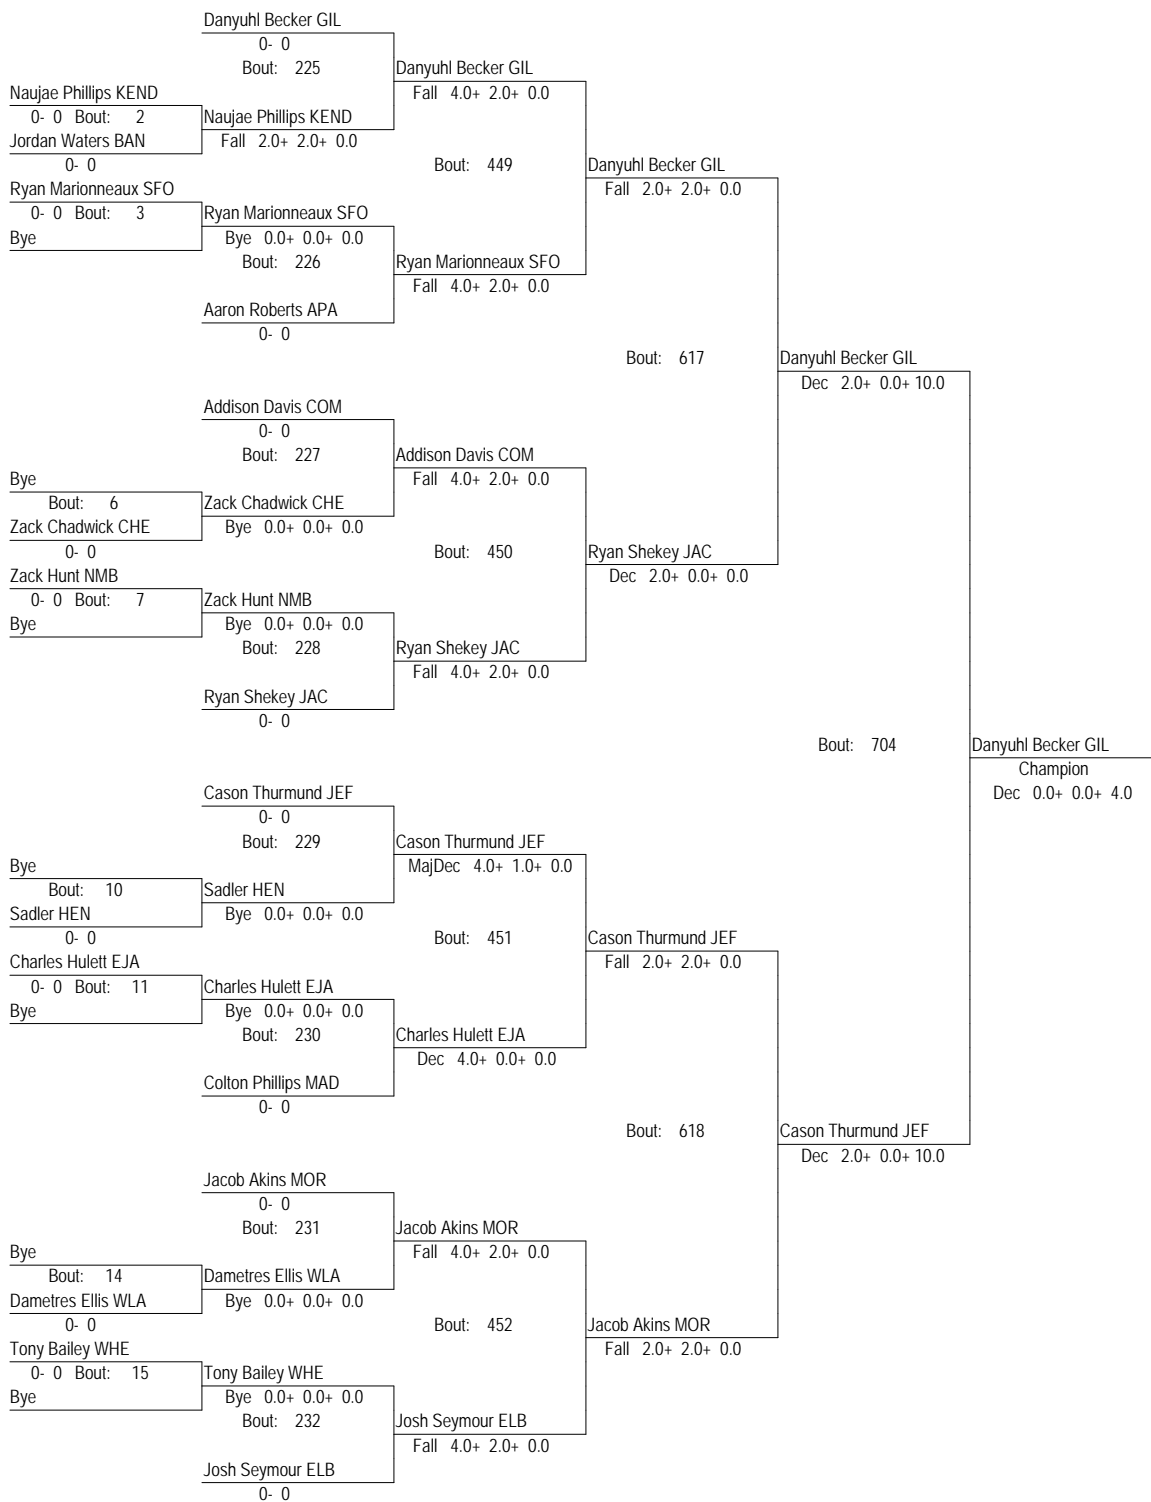 Danyuhl Becker GIL
0- 0
Bout: 225
Danyuhl Becker GIL
Fall 4.0+ 2.0+ 0.0
Naujae Phillips KEND
0- 0 Bout: 2
Naujae Phillips KEND
Fall 2.0+ 2.0+ 0.0
Jordan Waters BAN
0- 0
Bout: 449
Danyuhl Becker GIL
Fall 2.0+ 2.0+ 0.0
Ryan Marionneaux SFO
0- 0 Bout: 3
Ryan Marionneaux SFO
Bye
Bye 0.0+ 0.0+ 0.0
Bout: 226
Ryan Marionneaux SFO
Fall 4.0+ 2.0+ 0.0
Aaron Roberts APA
0- 0
Bout: 617
Danyuhl Becker GIL
Dec 2.0+ 0.0+ 10.0
Addison Davis COM
0- 0
Bout: 227
Addison Davis COM
Fall 4.0+ 2.0+ 0.0
Bye
Bout: 6
Zack Chadwick CHE
Zack Chadwick CHE
Bye 0.0+ 0.0+ 0.0
0- 0
Bout: 450
Ryan Shekey JAC
Dec 2.0+ 0.0+ 0.0
Zack Hunt NMB
0- 0 Bout: 7
Zack Hunt NMB
Bye
Bye 0.0+ 0.0+ 0.0
Bout: 228
Ryan Shekey JAC
Fall 4.0+ 2.0+ 0.0
Ryan Shekey JAC
0- 0
Bout: 704
Danyuhl Becker GIL
Champion
Dec 0.0+ 0.0+ 4.0
Cason Thurmund JEF
0- 0
Bout: 229
Cason Thurmund JEF
MajDec 4.0+ 1.0+ 0.0
Bye
Bout: 10
Sadler HEN
Sadler HEN
Bye 0.0+ 0.0+ 0.0
0- 0
Bout: 451
Cason Thurmund JEF
Fall 2.0+ 2.0+ 0.0
Charles Hulett EJA
0- 0 Bout: 11
Charles Hulett EJA
Bye
Bye 0.0+ 0.0+ 0.0
Bout: 230
Charles Hulett EJA
Dec 4.0+ 0.0+ 0.0
Colton Phillips MAD
0- 0
Bout: 618
Cason Thurmund JEF
Dec 2.0+ 0.0+ 10.0
Jacob Akins MOR
0- 0
Bout: 231
Jacob Akins MOR
Fall 4.0+ 2.0+ 0.0
Bye
Bout: 14
Dametres Ellis WLA
Dametres Ellis WLA
Bye 0.0+ 0.0+ 0.0
0- 0
Bout: 452
Jacob Akins MOR
Fall 2.0+ 2.0+ 0.0
Tony Bailey WHE
0- 0 Bout: 15
Tony Bailey WHE
Bye
Bye 0.0+ 0.0+ 0.0
Bout: 232
Josh Seymour ELB
Fall 4.0+ 2.0+ 0.0
Josh Seymour ELB
0- 0